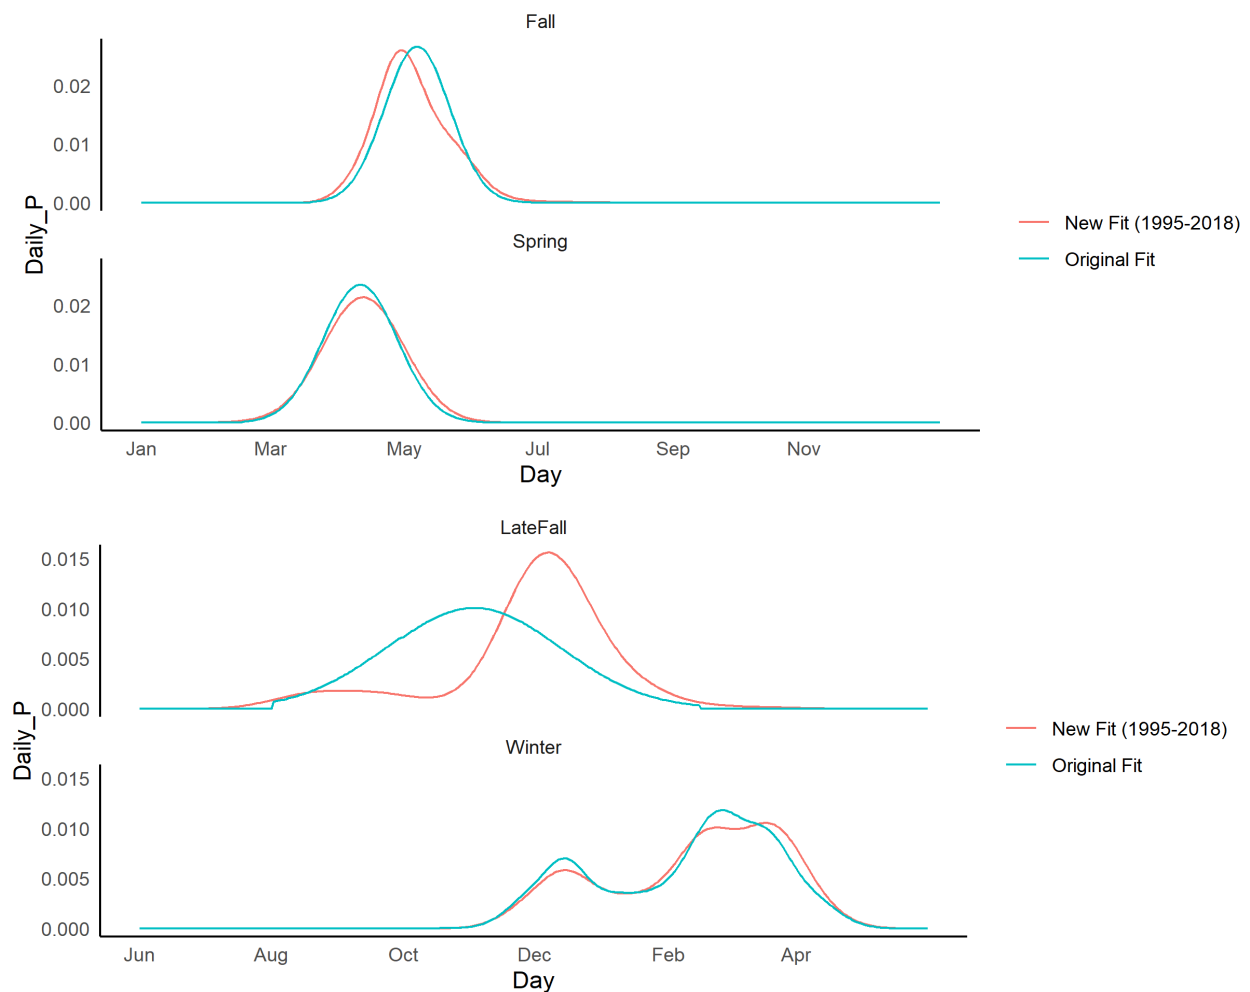 Fall
0.02
0.01
0.00
Spring
0.02
0.01
0.00
Daily_P
Jan Mar May Jul Sep Nov
Day
New Fit (1995-2018)
Original Fit
LateFall
0.015
0.010
0.005
0.000
Winter
0.015
0.010
0.005
0.000
Daily_P
Jun Aug Oct Dec Feb Apr
Day
New Fit (1995-2018)
Original Fit